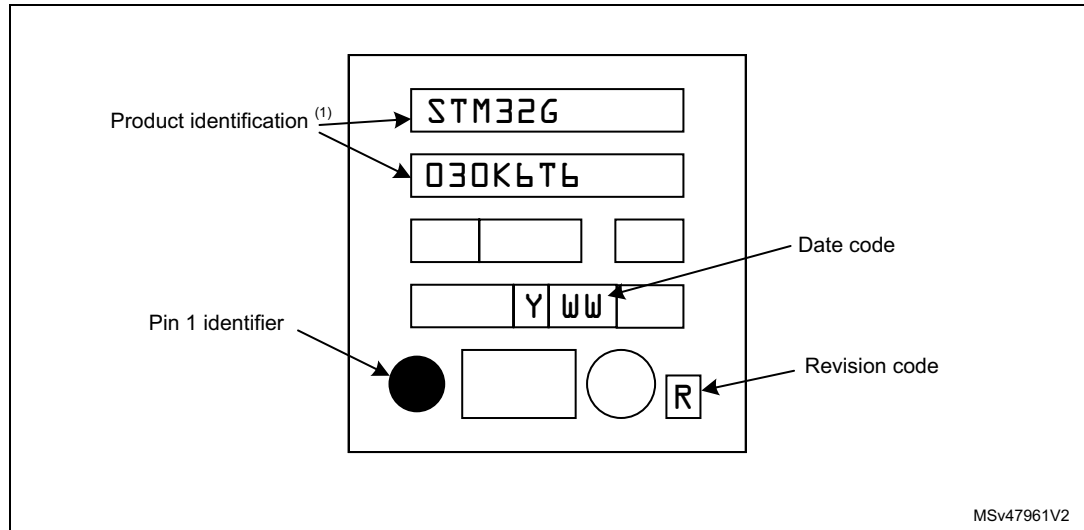 STM32G
Product identification (1)
030K6T6
Date code
Y WW
Pin 1 identifier
Revision code
R
MSv47961V2